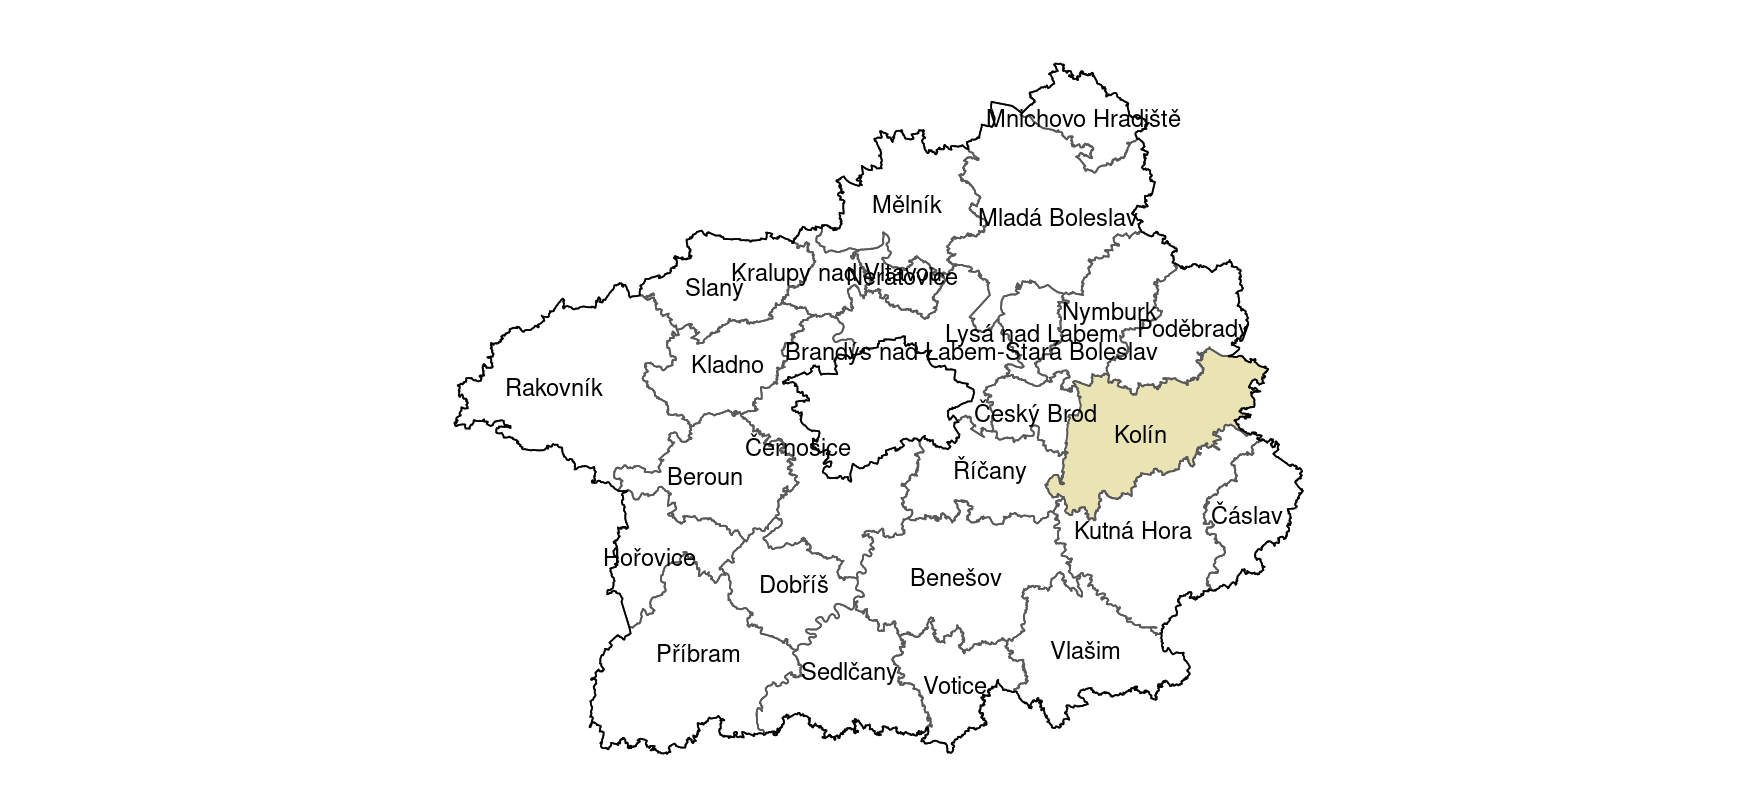 Mnichovo Hradiště
Mělník
Mladá Boleslav
Kralupy nad Vltavou
Neratovice
Slaný
Nymburk
Poděbrady
Lysá nad Labem
Brandýs nad Labem-Stará Boleslav
Kladno
Rakovník
Český Brod
Kolín
Černošice
Říčany
Beroun
Čáslav
Kutná Hora
Hořovice
Benešov
Dobříš
Vlašim
Příbram
Sedlčany
Votice